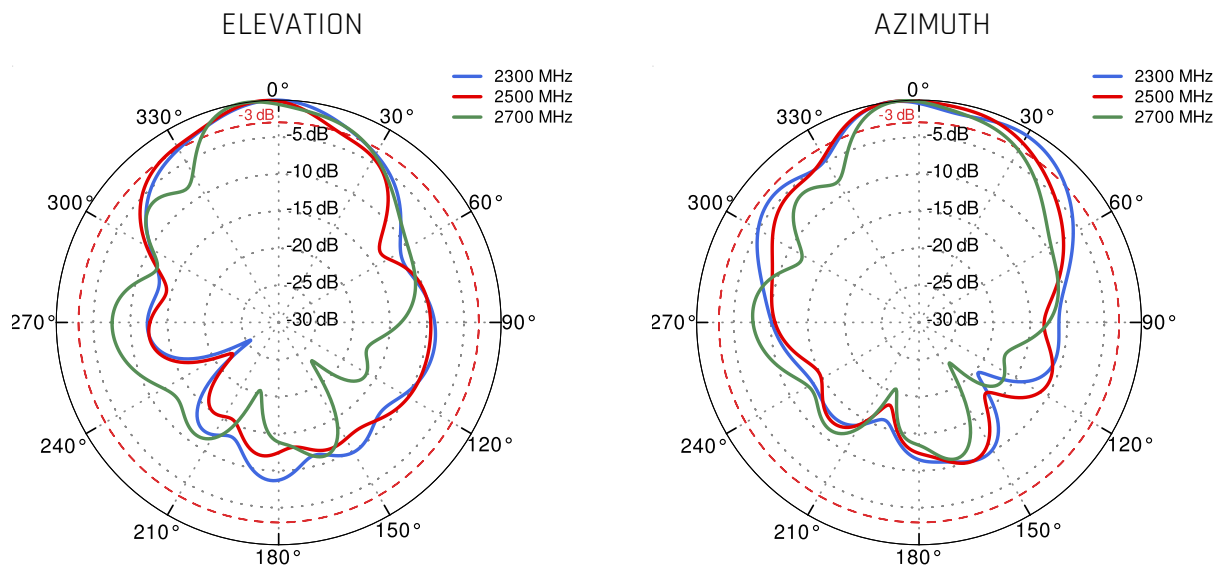 ELEVATION
2300 MHz
2500 MHz
2700 MHz
0°
30°
60°
90°
120°
150°
180°
210°
240°
270°
300°
330°
-3 dB
-5 dB
-10 dB
-15 dB
-20 dB
-25 dB
-30 dB
AZIMUTH
2300 MHz
2500 MHz
2700 MHz
0°
30°
60°
90°
120°
150°
180°
210°
240°
270°
300°
330°
-3 dB
-5 dB
-10 dB
-15 dB
-20 dB
-25 dB
-30 dB